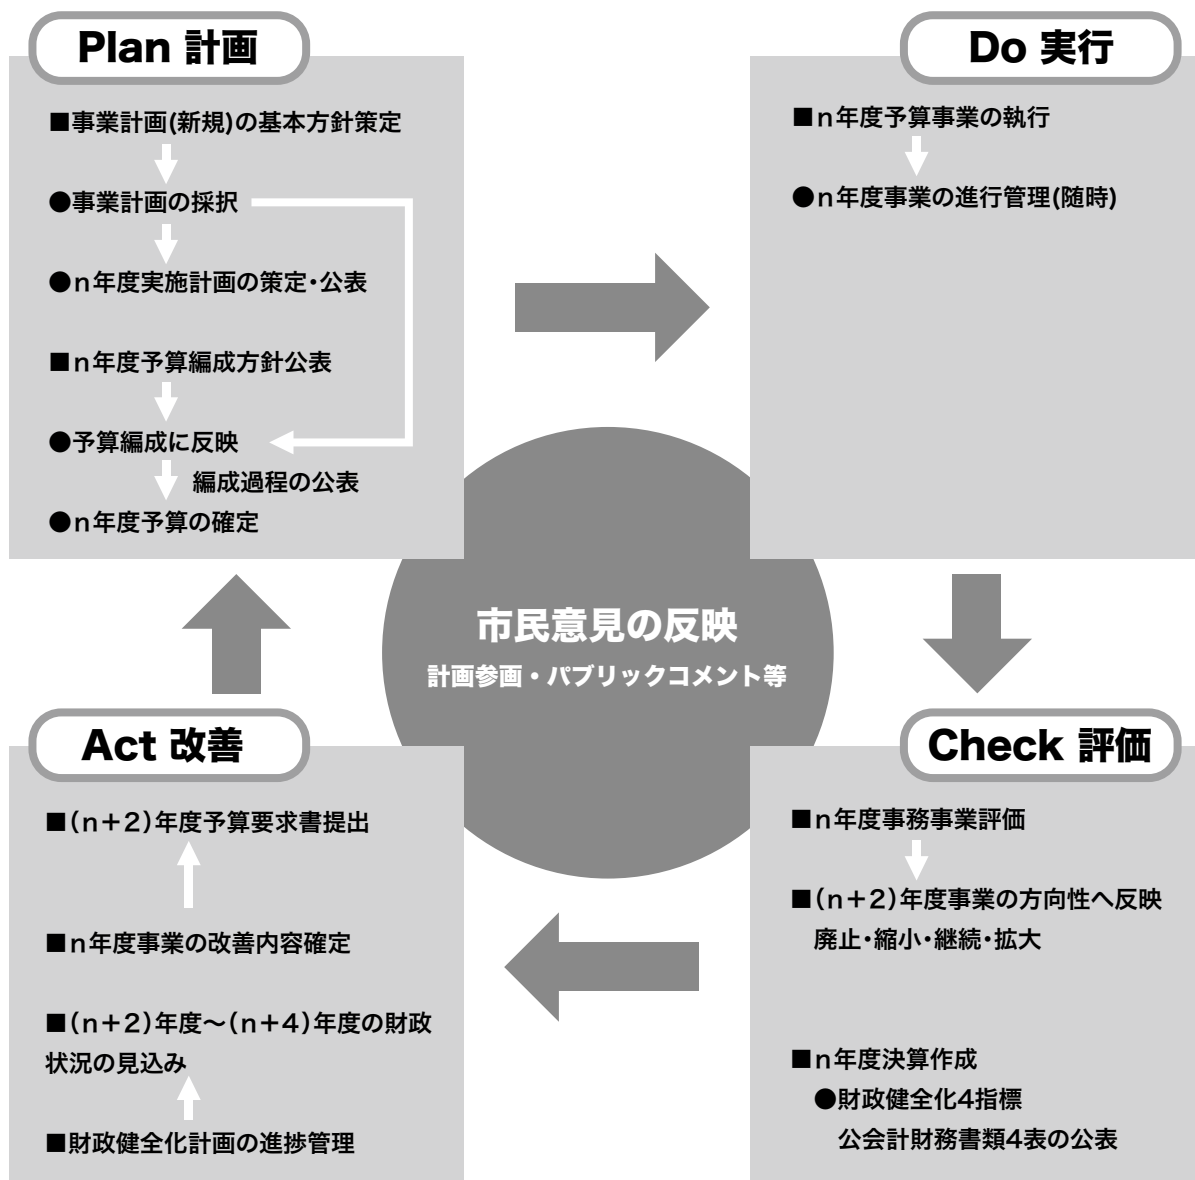 Plan 計画
■事業計画(新規)の基本方針策定
●事業計画の採択
●n年度実施計画の策定･公表
■n年度予算編成方針公表
●予算編成に反映
編成過程の公表
●n年度予算の確定
Do 実行
■n年度予算事業の執行
●n年度事業の進行管理(随時)
市民意見の反映
計画参画・パブリックコメント等
Act 改善
■（n＋2）年度予算要求書提出
■n年度事業の改善内容確定
■（n＋2）年度～（n＋4）年度の財政
状況の見込み
■財政健全化計画の進捗管理
Check 評価
■n年度事務事業評価
■（n＋2）年度事業の方向性へ反映
廃止･縮小･継続･拡大
■n年度決算作成
●財政健全化4指標
公会計財務書類4表の公表